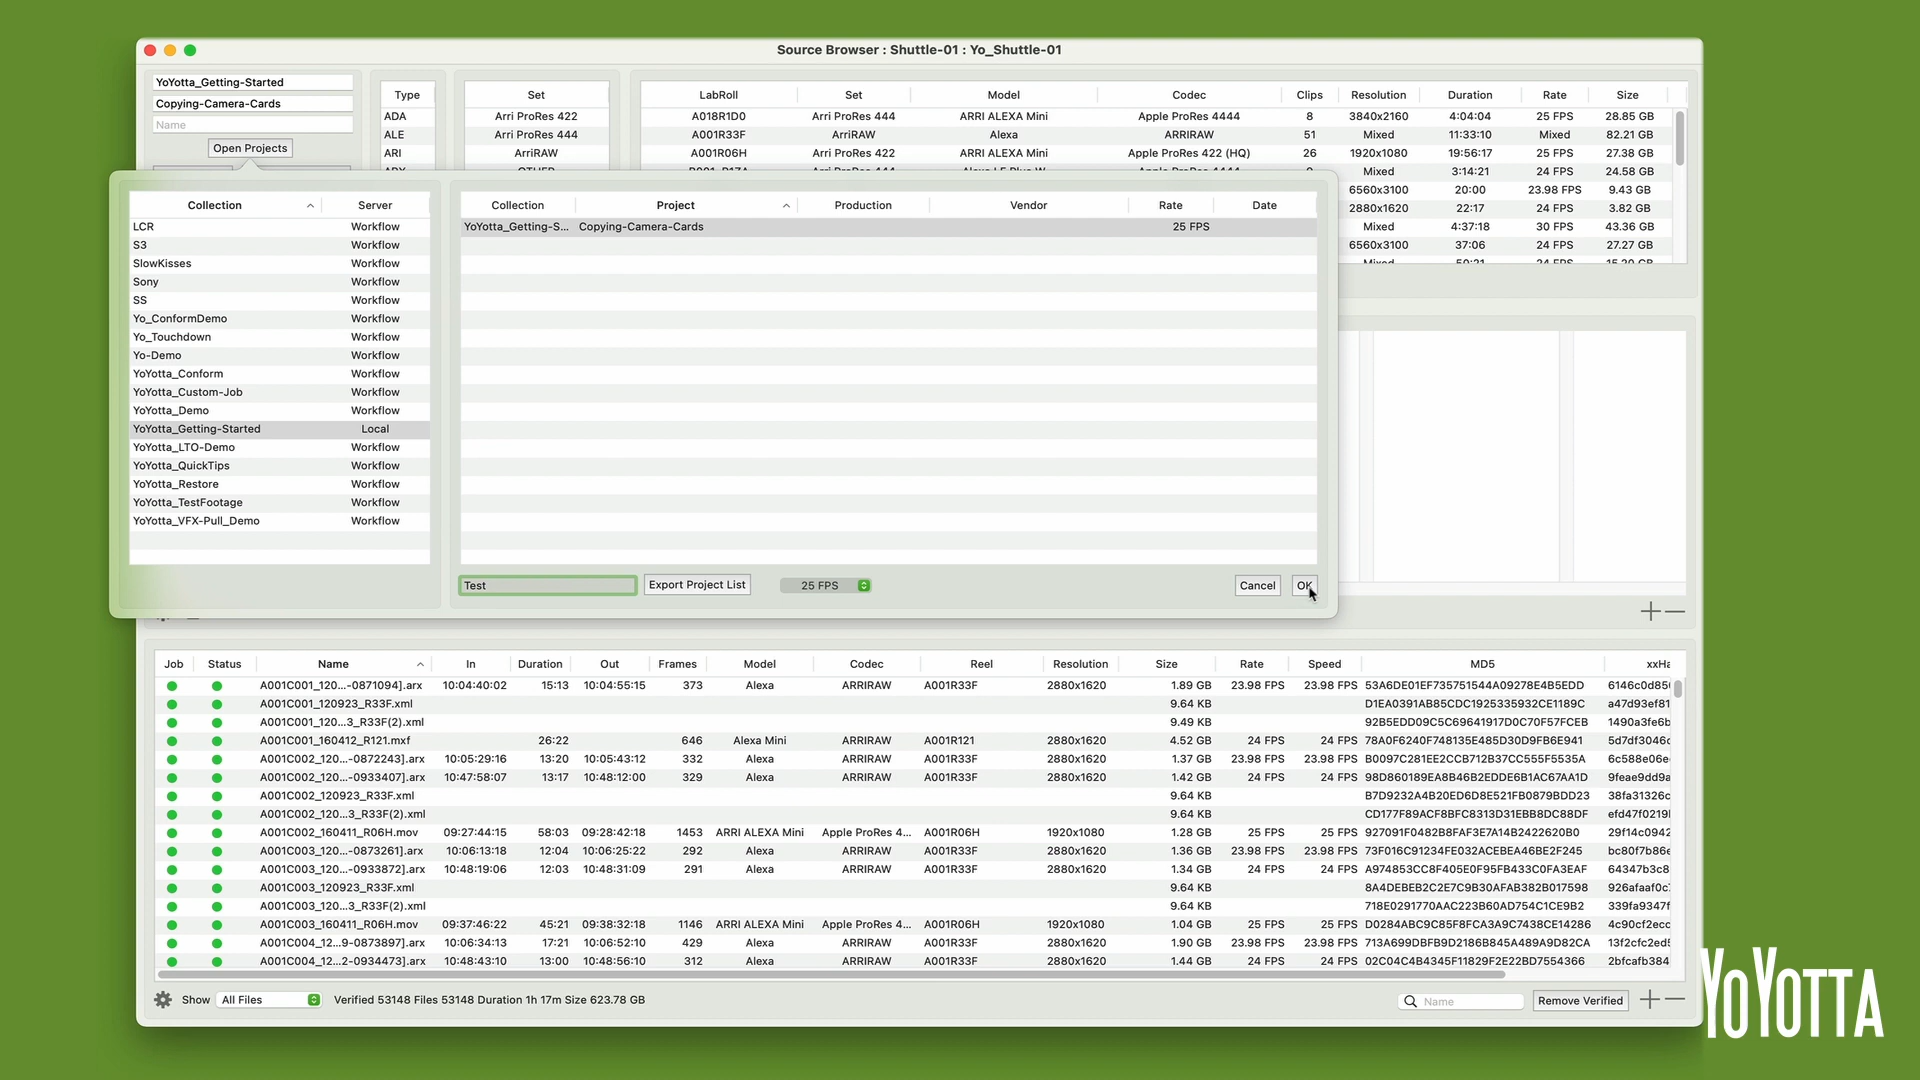 Source Browser : Shuttle-01 : Yo_Shuttle-01
YoYotta_Getting-Started
Copying-Camera-Cards
Name
Open Projects
Type
ADA
ALE
ARI
Set
Arri ProRes 422
Arri ProRes 444
ArriRAW
OTHER
LabRoll Set Model Codec Clips Resolution Duration Rate Size
A018R1D0 Arri ProRes 444 ARRI ALEXA Mini Apple ProRes 4444 8 3840x2160 4:04:04 25 FPS 28.85 GB
A001R33F ArriRAW Alexa ARRIRAW 51 Mixed 11:33:10 Mixed 82.21 GB
A001R06H Arri ProRes 422 ARRI ALEXA Mini Apple ProRes 422 (HQ) 26 1920x1080 19:56:17 25 FPS 27.38 GB
Mixed 3:14:21 24 FPS 24.58 GB
6560x3100 20:00 23.98 FPS 9.43 GB
2880x1620 22:17 24 FPS 3.82 GB
Mixed 4:37:18 30 FPS 43.36 GB
6560x3100 37:06 24 FPS 27.27 GB
Mixed 50:21 24 FPS 15.20 GB
Collection Server
LCR Workflow
S3 Workflow
SlowKisses Workflow
Sony Workflow
SS Workflow
Yo_ConformDemo Workflow
Yo_Touchdown Workflow
Yo-Demo Workflow
YoYotta_Conform Workflow
YoYotta_Custom-Job Workflow
YoYotta_Demo Workflow
YoYotta_Getting-Started Local
YoYotta_LTO-Demo Workflow
YoYotta_QuickTips Workflow
YoYotta_Restore Workflow
YoYotta_TestFootage Workflow
YoYotta_VFX-Pull_Demo Workflow
Collection Project Production Vendor Rate Date
YoYotta_Getting-S... Copying-Camera-Cards 25 FPS
Test Export Project List 25 FPS Cancel OK
Job Status Name In Duration Out Frames Model Codec Reel Resolution Size Rate Speed MD5 xxHa
A001C001_120...-0871094].arx 10:04:40:02 15:13 10:04:55:15 373 Alexa ARRIRAW A001R33F 2880x1620 1.89 GB 23.98 FPS 23.98 FPS 53A6DE01EF735751544A09278E4B5EDD 6146c0d85
A001C001_120923_R33F.xml 9.64 KB D1EA0391AB85CDC1925335932CE1189C a47d93ef81
A001C001_120...3_R33F(2).xml 9.49 KB 92B5EDD09C5C69641917D0C70F57FCEB 1490a3fe6b
A001C001_160412_R121.mxf 26:22 646 Alexa Mini ARRIRAW A001R121 2880x1620 4.52 GB 24 FPS 24 FPS 78A0F6240F748135E485D30D9FB6E941 5d7df3046c
A001C002_120...-0872243].arx 10:05:29:16 13:20 10:05:43:12 332 Alexa ARRIRAW A001R33F 2880x1620 1.37 GB 23.98 FPS 23.98 FPS B0097C281EE2CCB712B37CC555F5535A 6c588e06e
A001C002_120...-0933407].arx 10:47:58:07 13:17 10:48:12:00 329 Alexa ARRIRAW A001R33F 2880x1620 1.42 GB 24 FPS 24 FPS 98D860189EA8B46B2EDDE6B1AC67AA1D 9feae9dd9a
A001C002_120923_R33F.xml 9.64 KB B7D9232A4B20ED6D8E521FB0879BDD23 38fa31326c
A001C002_120...3_R33F(2).xml 9.64 KB CD177F89ACF8BFC8313D31EBB8DC88DF efd47f0219
A001C002_160411_R06H.mov 09:27:44:15 58:03 09:28:42:18 1453 ARRI ALEXA Mini Apple ProRes 4... A001R06H 1920x1080 1.28 GB 25 FPS 25 FPS 927091F0482B8FAF3E7A14B2422620B0 29f14c0942
A001C003_120...-0873261].arx 10:06:13:18 12:04 10:06:25:22 292 Alexa ARRIRAW A001R33F 2880x1620 1.36 GB 23.98 FPS 23.98 FPS 73F016C91234FE032ACEBEA46BE2F245 bc80f7b86e
A001C003_120...-0933872].arx 10:48:19:06 12:03 10:48:31:09 291 Alexa ARRIRAW A001R33F 2880x1620 1.34 GB 24 FPS 24 FPS A974853CC8F405E0F95FB433C0FA3EAF 64347b3c8
A001C003_120923_R33F.xml 9.64 KB 8A4DEBEB2C2E7C9B30AFAB382B017598 926afaaf0c
A001C003_120...3_R33F(2).xml 9.64 KB 718E0291770AAC223B60AD754C1CE9B2 339fa9347f
A001C003_160411_R06H.mov 09:37:46:22 45:21 09:38:32:18 1146 ARRI ALEXA Mini Apple ProRes 4... A001R06H 1920x1080 1.04 GB 25 FPS 25 FPS D0284ABC9C85F8FCA3A9C7438CE14286 4c90cf2ecc
A001C004_12...9-0873897].arx 10:06:34:13 17:21 10:06:52:10 429 Alexa ARRIRAW A001R33F 2880x1620 1.90 GB 23.98 FPS 23.98 FPS 713A699DBFB9D2186B845A489A9D82CA 13f2cfc2ed
A001C004_12...2-0934473].arx 10:48:43:10 13:00 10:48:56:10 312 Alexa ARRIRAW A001R33F 2880x1620 1.44 GB 24 FPS 24 FPS 02C04C4B4345F11829F2E22BD7554366 2bfcafb384
Show All Files Verified 53148 Files 53148 Duration 1h 17m Size 623.78 GB Name Remove Verified
YOYOTTA